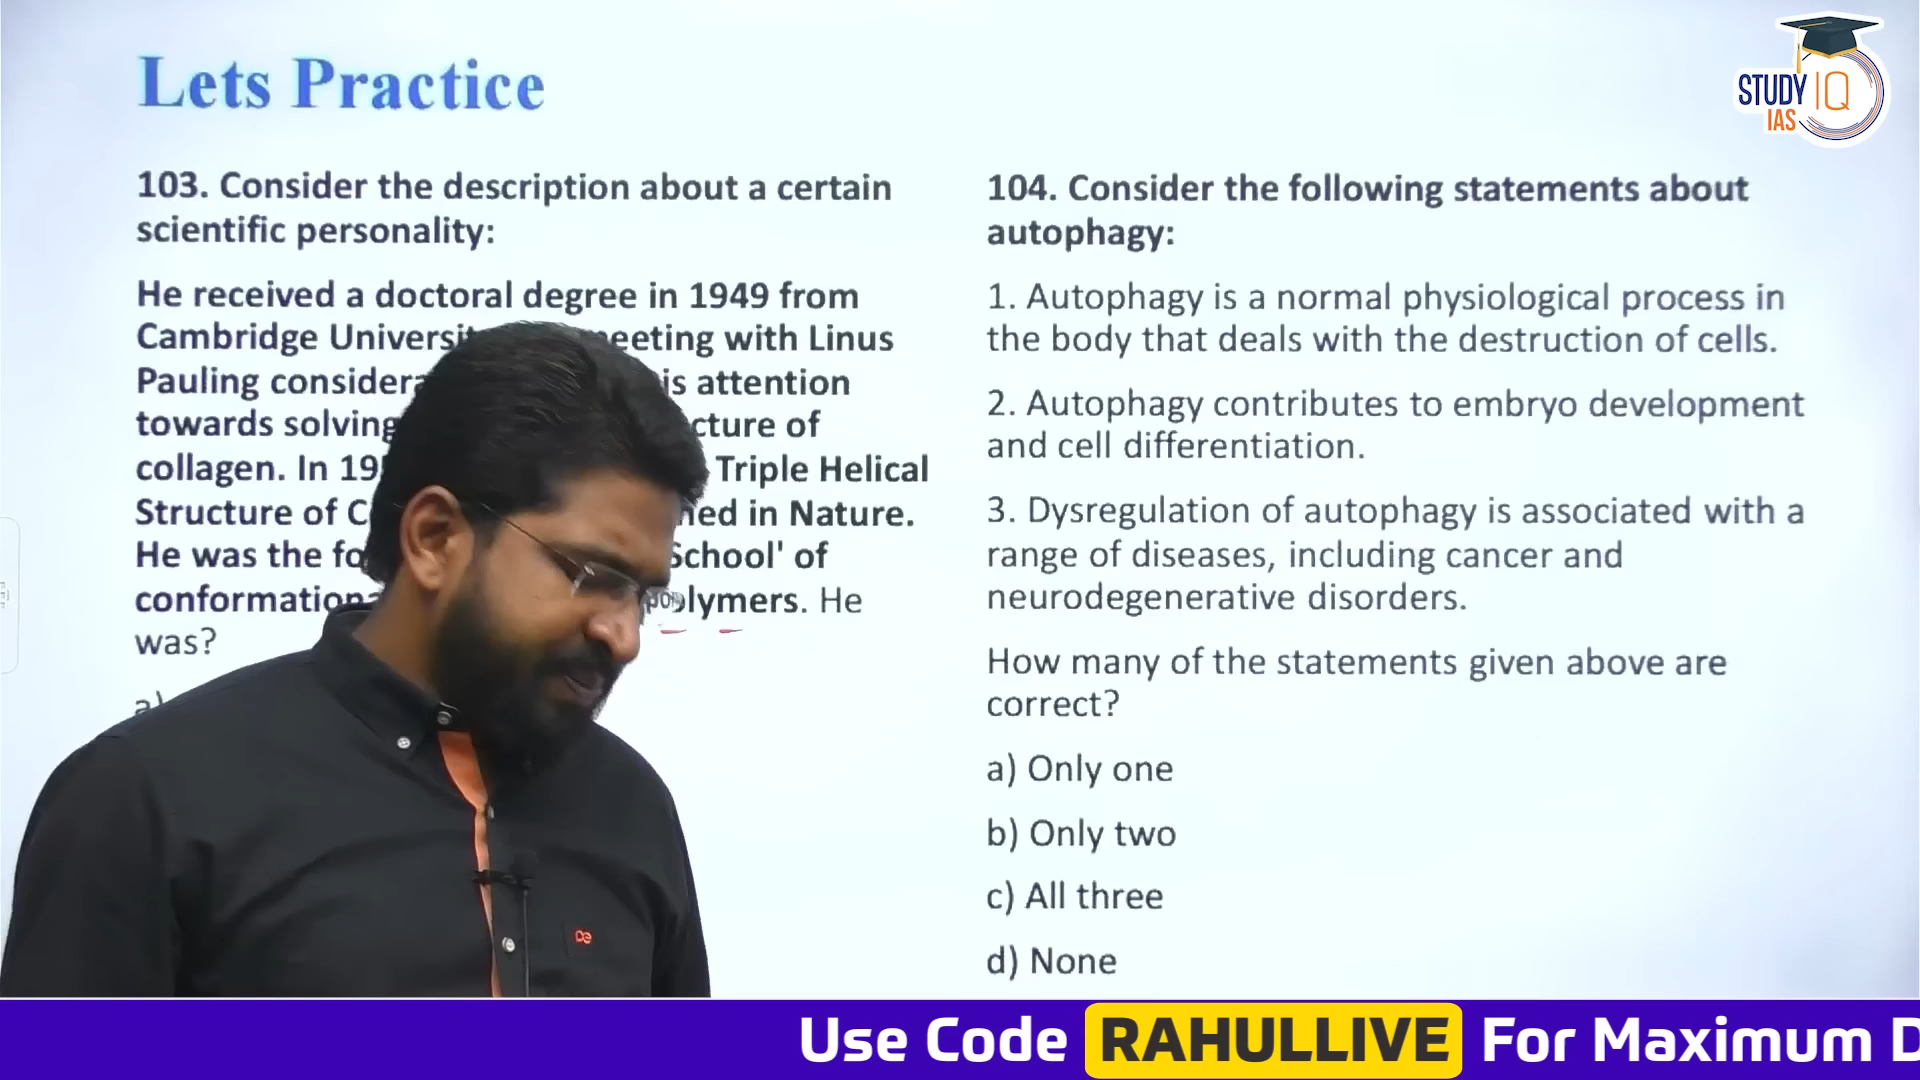 Lets Practice
STUDY IQ
IAS
103. Consider the description about a certain
scientific personality:
He received a doctoral degree in 1949 from
Cambridge eeting with Linus
Pauling is attention
towards solving cture of
collagen. In 19 Triple Helical
Structure of C ned in Nature.
He was the fo School' of
conformation olymers. He
was?
a)
104. Consider the following statements about
autophagy:
1. Autophagy is a normal physiological process in
the body that deals with the destruction of cells.
2. Autophagy contributes to embryo development
and cell differentiation.
3. Dysregulation of autophagy is associated with a
range of diseases, including cancer and
neurodegenerative disorders.
How many of the statements given above are
correct?
a) Only one
b) Only two
c) All three
d) None
Use Code RAHULLIVE For Maximum D